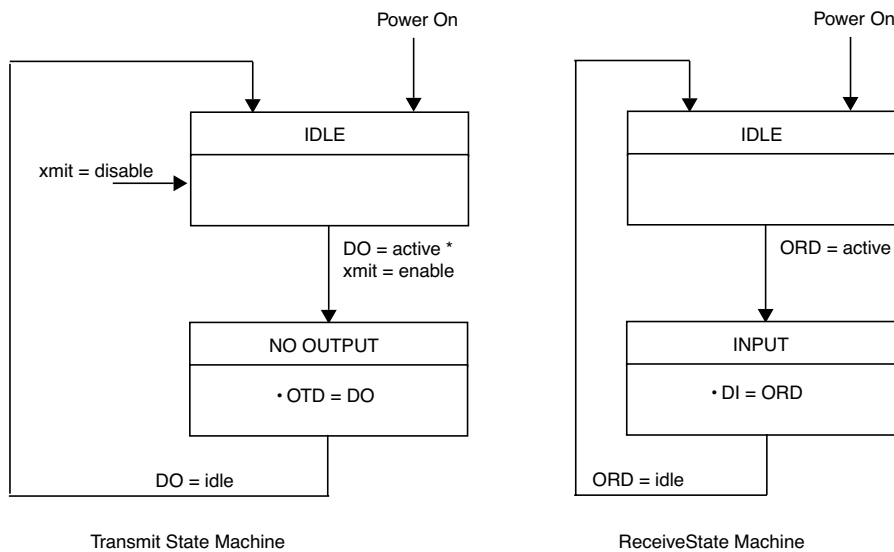 Power On
IDLE
xmit = disable
DO = active *
xmit = enable
NO OUTPUT
• OTD = DO
DO = idle
Transmit State Machine
Power On
IDLE
ORD = active
INPUT
• DI = ORD
ORD = idle
ReceiveState Machine